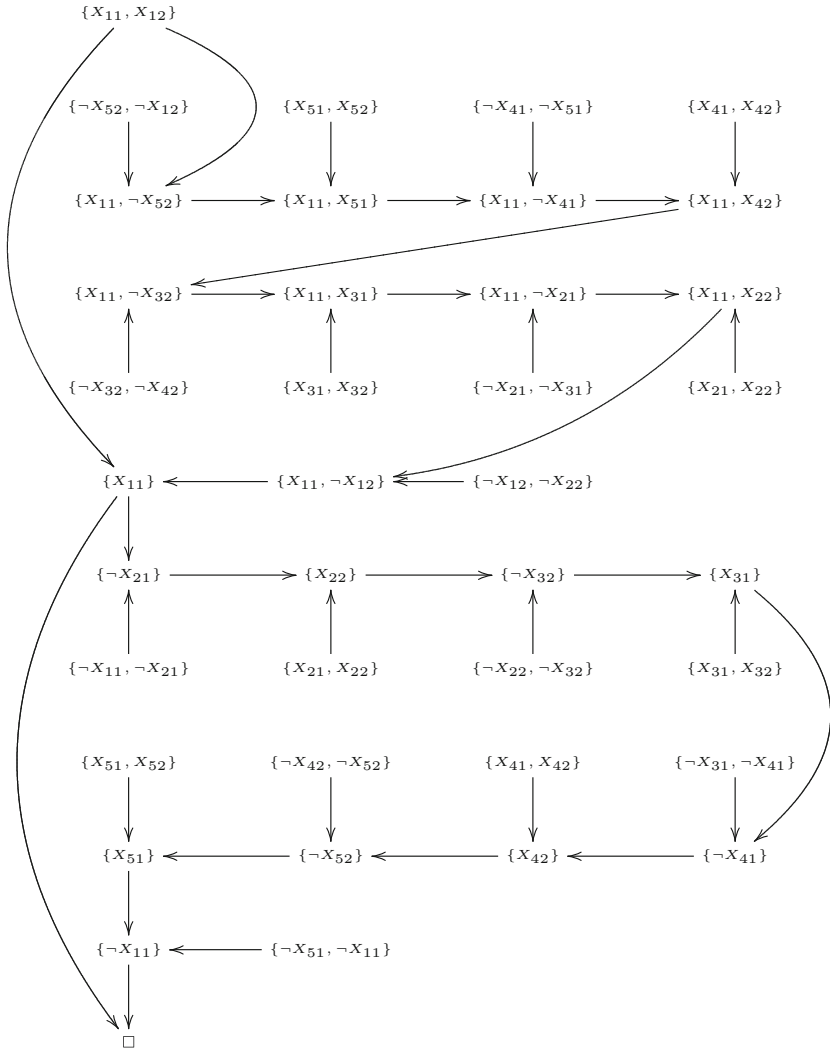 {X₁₁, X₁₂}
{¬X₅₂, ¬X₁₂} {X₅₁, X₅₂} {¬X₄₁, ¬X₅₁} {X₄₁, X₄₂}
{X₁₁, ¬X₅₂} {X₁₁, X₅₁} {X₁₁, ¬X₄₁} {X₁₁, X₄₂}
{X₁₁, ¬X₃₂} {X₁₁, X₃₁} {X₁₁, ¬X₂₁} {X₁₁, X₂₂}
{¬X₃₂, ¬X₄₂} {X₃₁, X₃₂} {¬X₂₁, ¬X₃₁} {X₂₁, X₂₂}
{X₁₁} {X₁₁, ¬X₁₂} {¬X₁₂, ¬X₂₂}
{¬X₂₁} {X₂₂} {¬X₃₂} {X₃₁}
{¬X₁₁, ¬X₂₁} {X₂₁, X₂₂} {¬X₂₂, ¬X₃₂} {X₃₁, X₃₂}
{X₅₁, X₅₂} {¬X₄₂, ¬X₅₂} {X₄₁, X₄₂} {¬X₃₁, ¬X₄₁}
{X₅₁} {¬X₅₂} {X₄₂} {¬X₄₁}
{¬X₁₁} {¬X₅₁, ¬X₁₁}
□